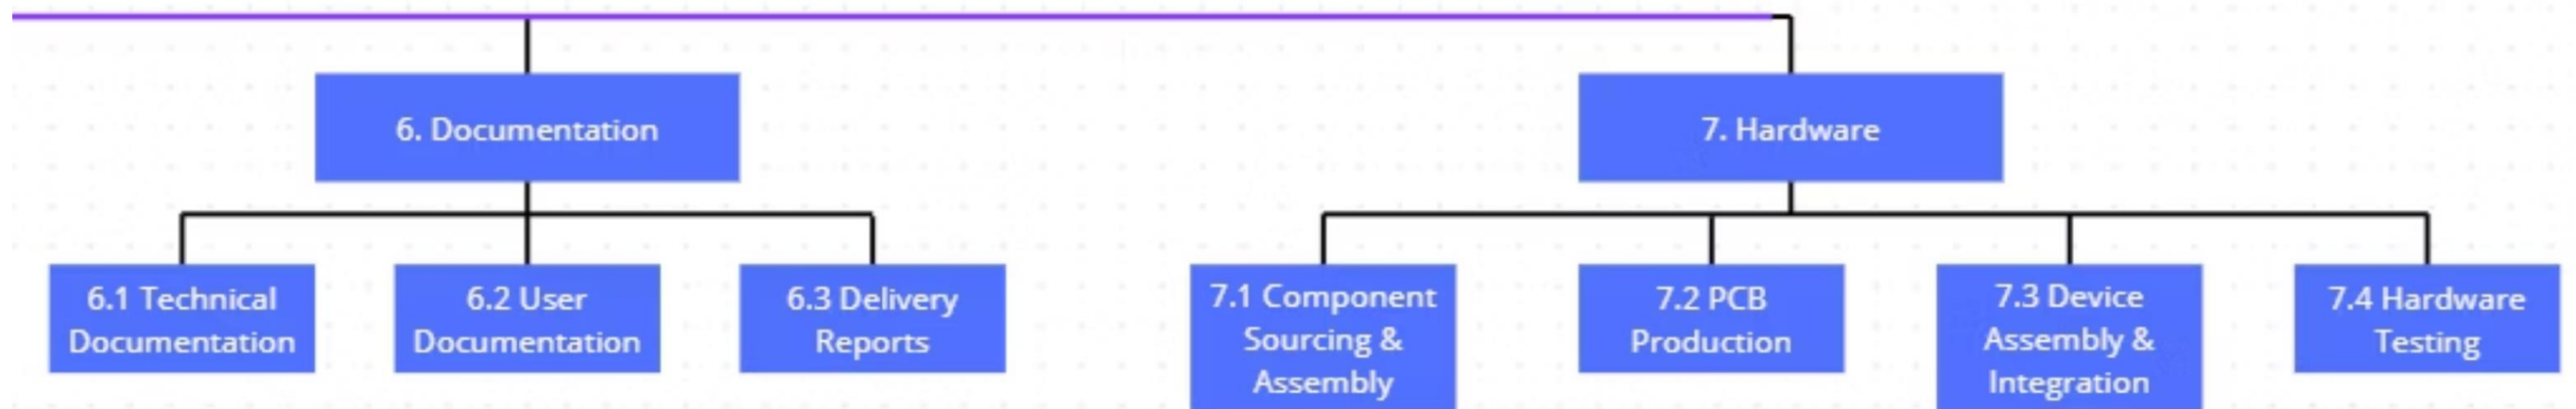 6. Documentation
7. Hardware
6.1 Technical
Documentation
6.2 User
Documentation
6.3 Delivery
Reports
7.1 Component
Sourcing &
Assembly
7.2 PCB
Production
7.3 Device
Assembly &
Integration
7.4 Hardware
Testing